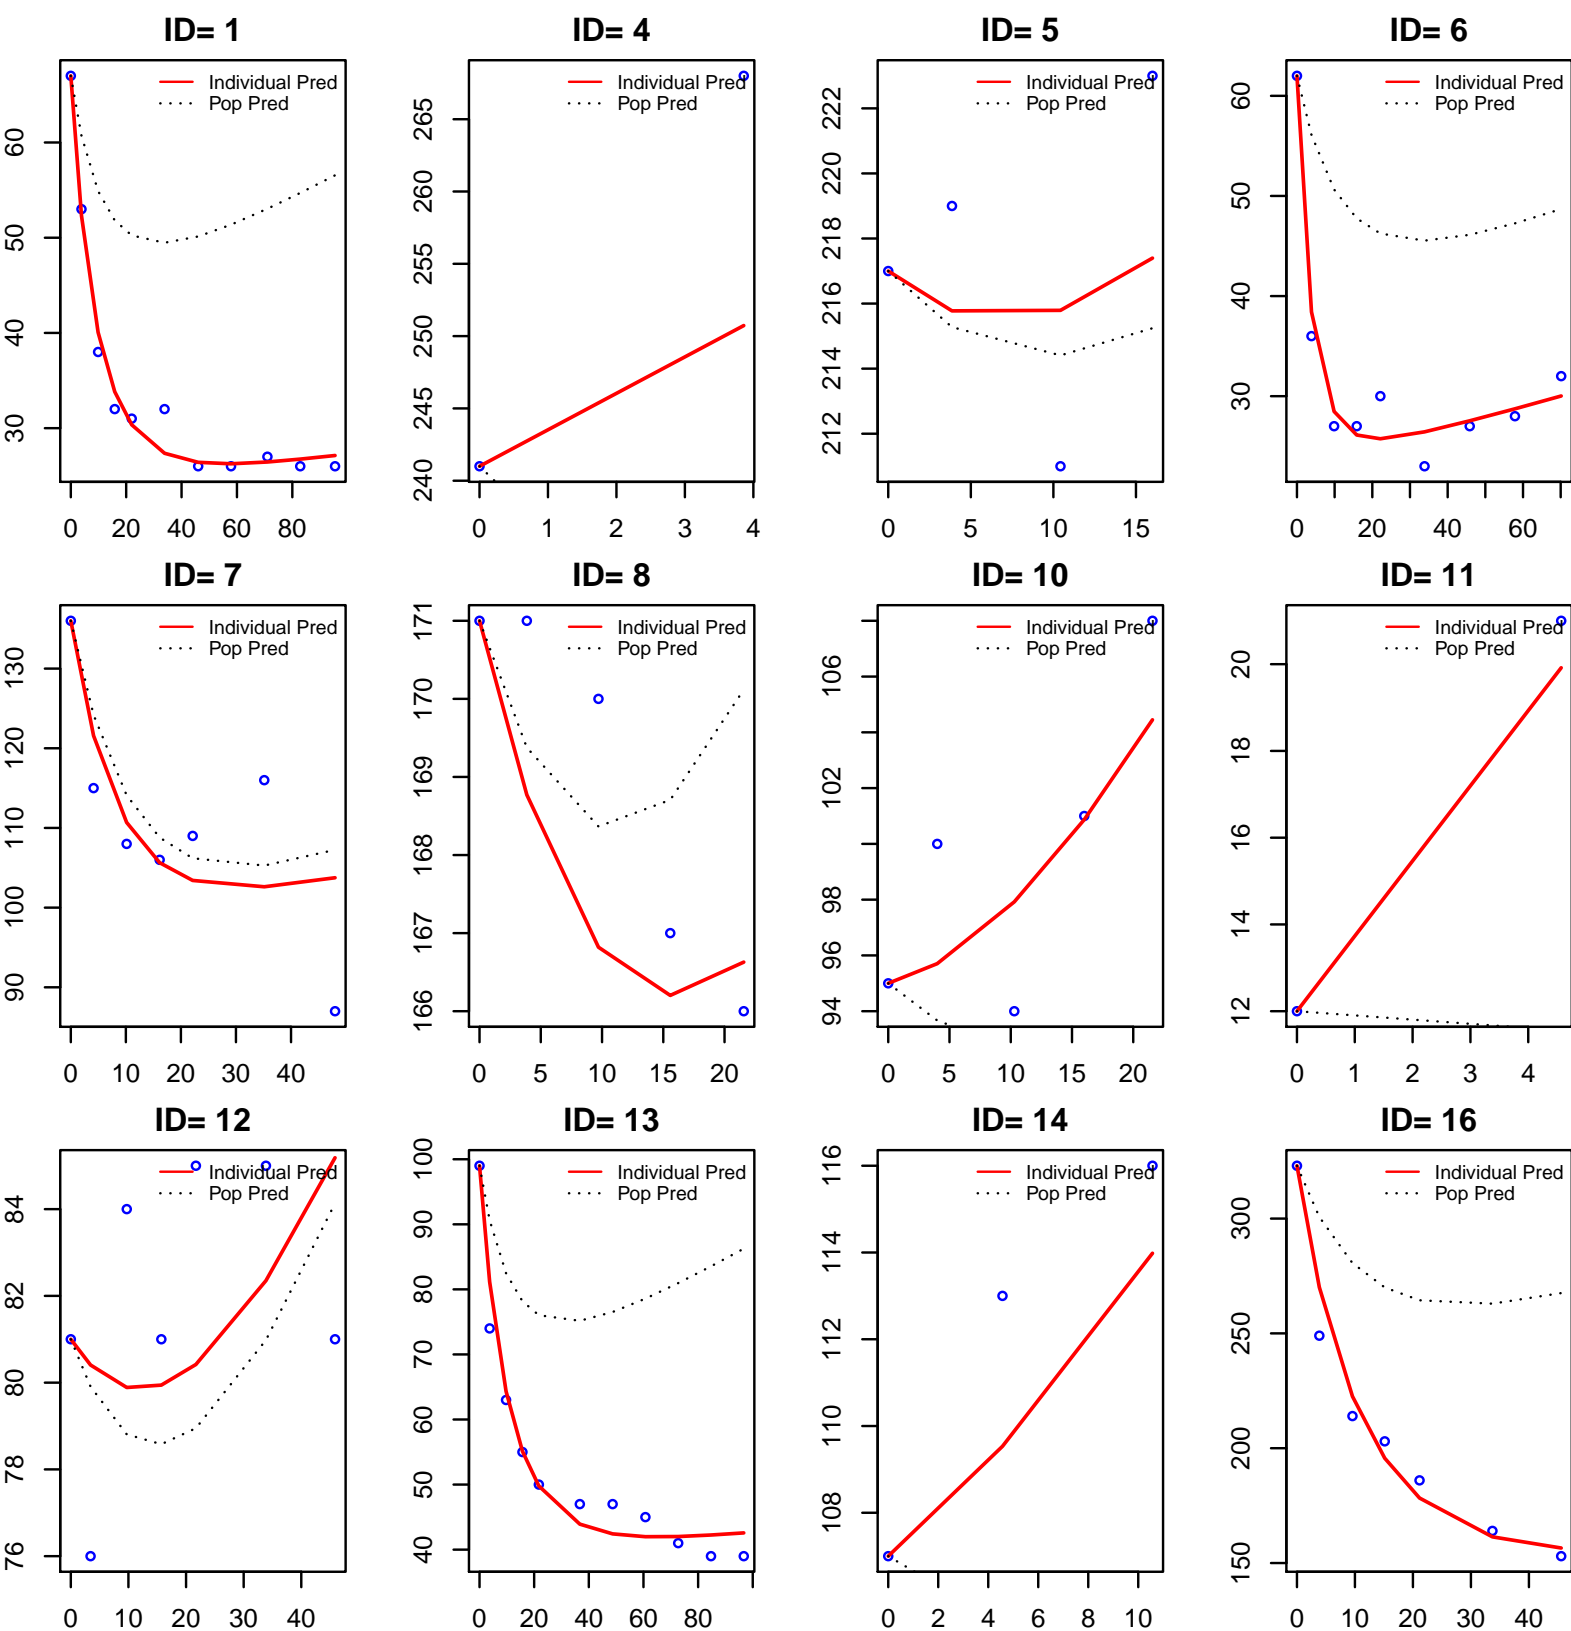 ID= 1
Individual Pred
Pop Pred
30 40 50 60
0 20 40 60 80
ID= 4
Individual Pred
Pop Pred
240 245 250 255 260 265
0 1 2 3 4
ID= 5
Individual Pred
Pop Pred
212 214 216 218 220 222
0 5 10 15
ID= 6
Individual Pred
Pop Pred
30 40 50 60
0 20 40 60
ID= 7
Individual Pred
Pop Pred
90 100 110 120 130
0 10 20 30 40
ID= 8
Individual Pred
Pop Pred
166 167 168 169 170 171
0 5 10 15 20
ID= 10
Individual Pred
Pop Pred
94 96 98 102 106
0 5 10 15 20
ID= 11
Individual Pred
Pop Pred
12 14 16 18 20
0 1 2 3 4
ID= 12
Individual Pred
Pop Pred
76 78 80 82 84
0 10 20 30 40
ID= 13
Individual Pred
Pop Pred
40 50 60 70 80 90 100
0 20 40 60 80
ID= 14
Individual Pred
Pop Pred
108 110 112 114 116
0 2 4 6 8 10
ID= 16
Individual Pred
Pop Pred
150 200 250 300
0 10 20 30 40